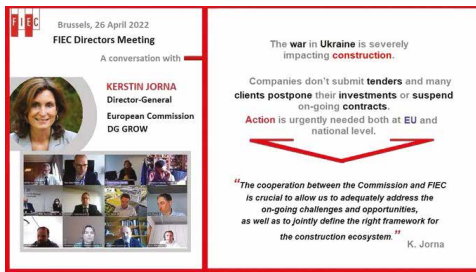 FIEC
Brussels, 26 April 2022
FIEC Directors Meeting
A conversation with
KERSTIN JORNA
Director-General
European Commission
DG GROW
The war in Ukraine is severely
impacting construction.
Companies don't submit tenders and many
clients postpone their investments or suspend
on-going contracts.
Action is urgently needed both at EU and
national level.
“The cooperation between the Commission and FIEC
is crucial to allow us to adequately address the
on-going challenges and opportunities,
as well as to jointly define the right framework for
the construction ecosystem.”
K. Jorna